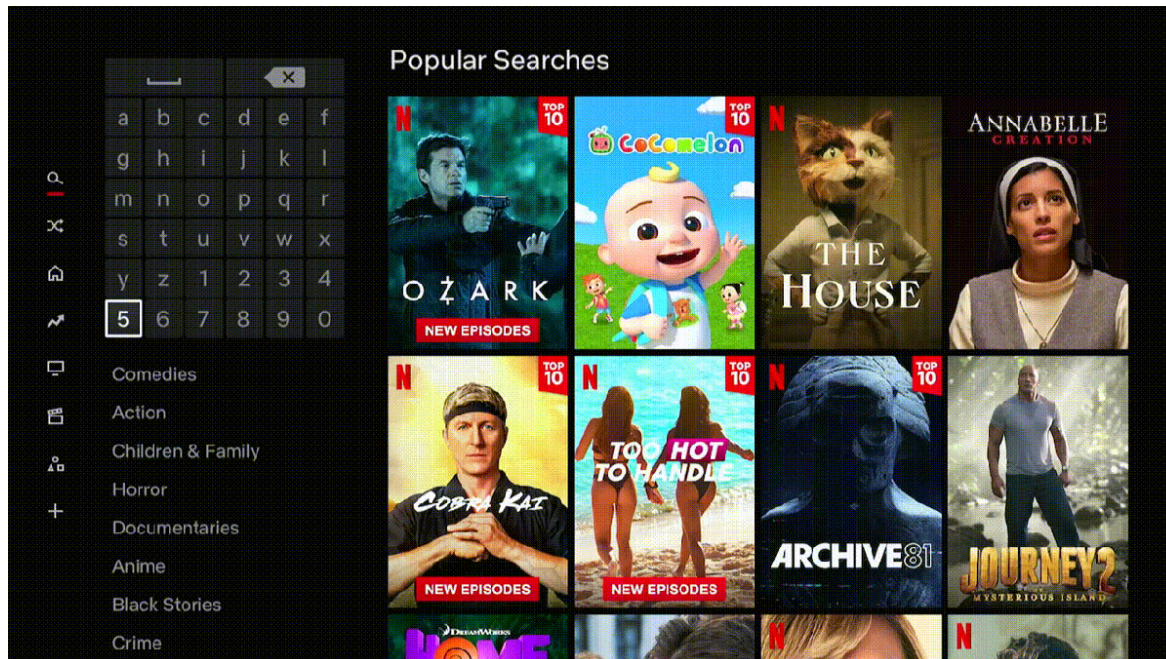 Popular Searches
a b c d e f
g h i j k l
m n o p q r
s t u v w x
y z 1 2 3 4
5 6 7 8 9 0
Comedies
Action
Children & Family
Horror
Documentaries
Anime
Black Stories
Crime
N
TOP 10
OZARK
NEW EPISODES
TOP 10
CoComelon
N
THE
HOUSE
ANNABELLE
CREATION
N
TOP 10
COBRA KAI
NEW EPISODES
N
TOP 10
TOO HOT
TO HANDLE
NEW EPISODES
N
TOP 10
ARCHIVE 81
JOURNEY 2
MYSTERIOUS ISLAND
DREAMWORKS
HOME
N
N